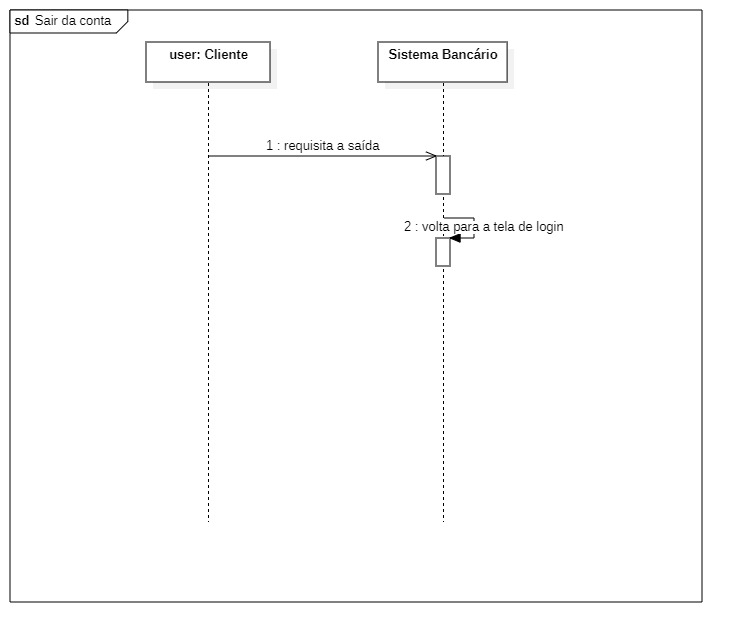 sd Sair da conta
user: Cliente
Sistema Bancário
1 : requisita a saída
2 : volta para a tela de login